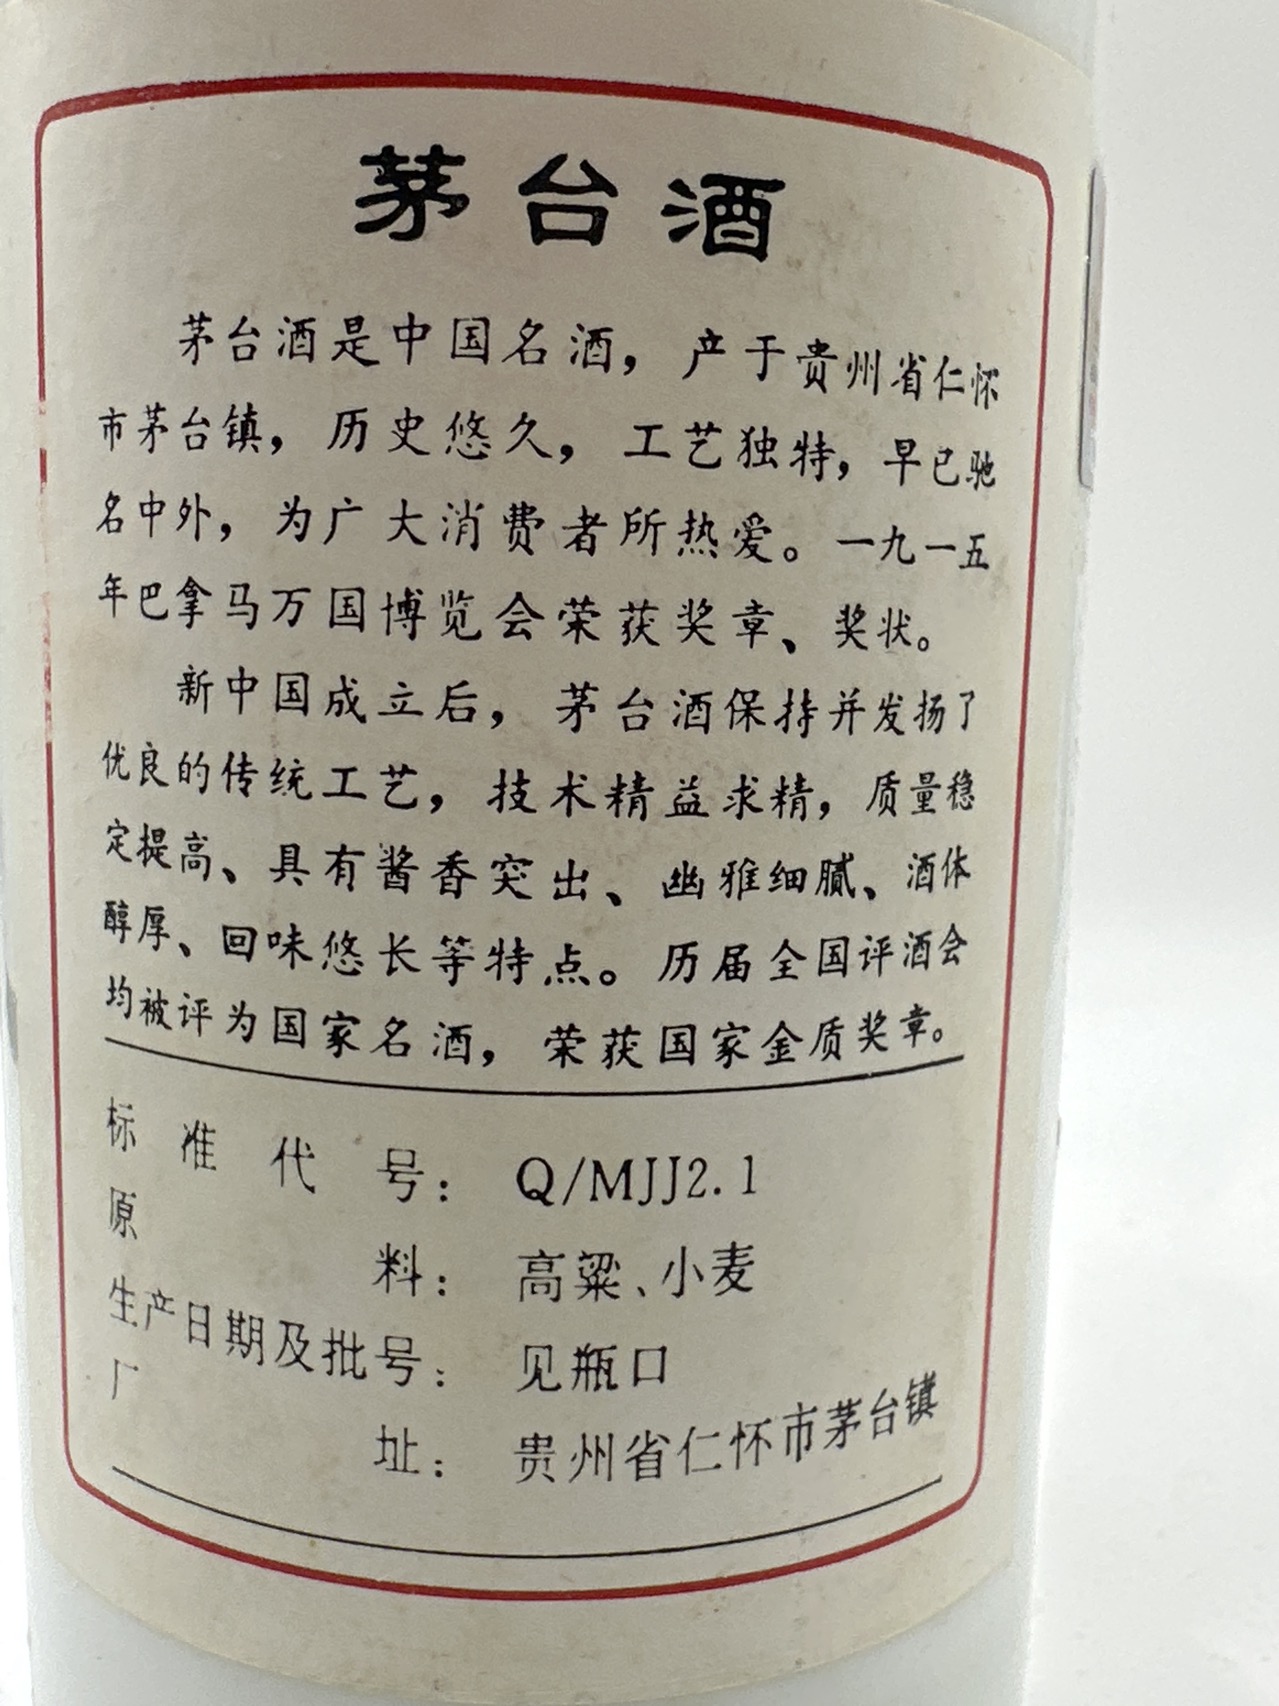 茅台酒
茅台酒是中国名酒，产于贵州省仁怀
市茅台镇，历史悠久，工艺独特，早已驰
名中外，为广大消费者所热爱。一九一五
年巴拿马万国博览会荣获奖章、奖状。
新中国成立后，茅台酒保持并发扬了
优良的传统工艺，技术精益求精，质量稳
定提高、具有酱香突出、幽雅细腻、酒体
醇厚、回味悠长等特点。历届全国评酒会
均被评为国家名酒，荣获国家金质奖章。
标准代号：Q/MJJ2.1
原料：高粱、小麦
生产日期及批号：见瓶口
厂址：贵州省仁怀市茅台镇